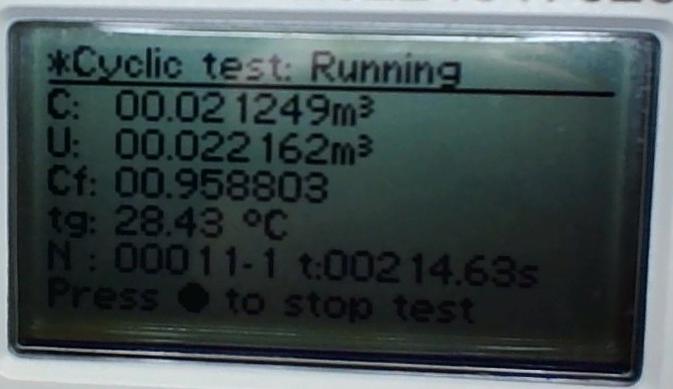 *Cyclic test: Running
C: 00.021249m³
U: 00.022162m³
Cf: 00.958803
tg: 28.43 °C
N : 00011-1 t:00214.63s
Press ● to stop test